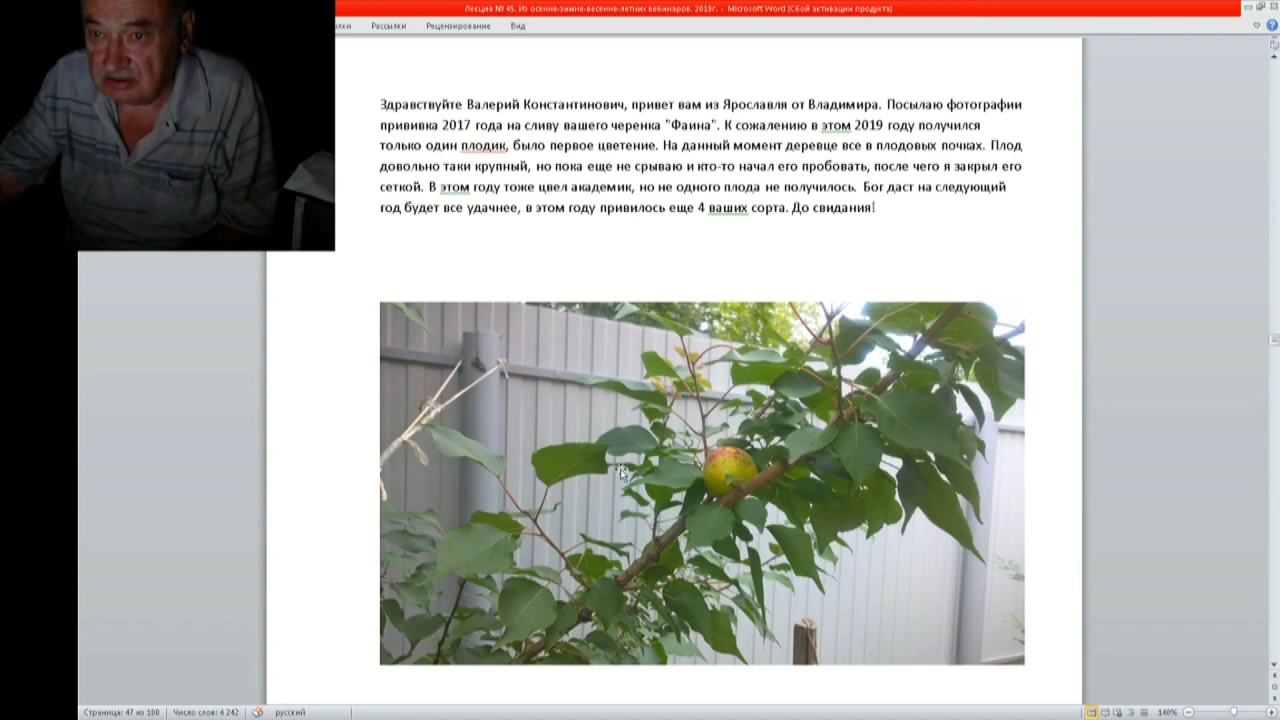 Лекция № 45. Из осенне-зимне-весенне-летних вебинаров. 2019г. - Microsoft Word (Сбой активации продукта)
Рассылки Рецензирование Вид
Здравствуйте Валерий Константинович, привет вам из Ярославля от Владимира. Посылаю фотографии
прививка 2017 года на сливу вашего черенка "Фаина". К сожалению в этом 2019 году получился
только один плодик, было первое цветение. На данный момент деревце все в плодовых почках. Плод
довольно таки крупный, но пока еще не срываю и кто-то начал его пробовать, после чего я закрыл его
сеткой. В этом году тоже цвел академик, но не одного плода не получилось. Бог даст на следующий
год будет все удачнее, в этом году привилось еще 4 ваших сорта. До свидания!
Страница: 47 из 100 Число слов: 4 242 русский 140%